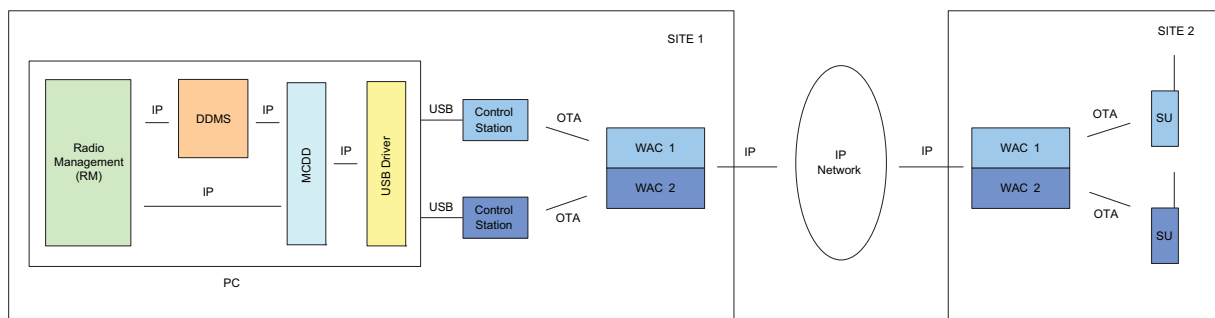 SITE 1
SITE 2
Radio
Management
(RM)
IP
DDMS
IP
IP
MCDD
IP
USB Driver
PC
USB
USB
Control
Station
Control
Station
OTA
OTA
WAC 1
WAC 2
IP
IP
Network
IP
WAC 1
WAC 2
OTA
OTA
SU
SU